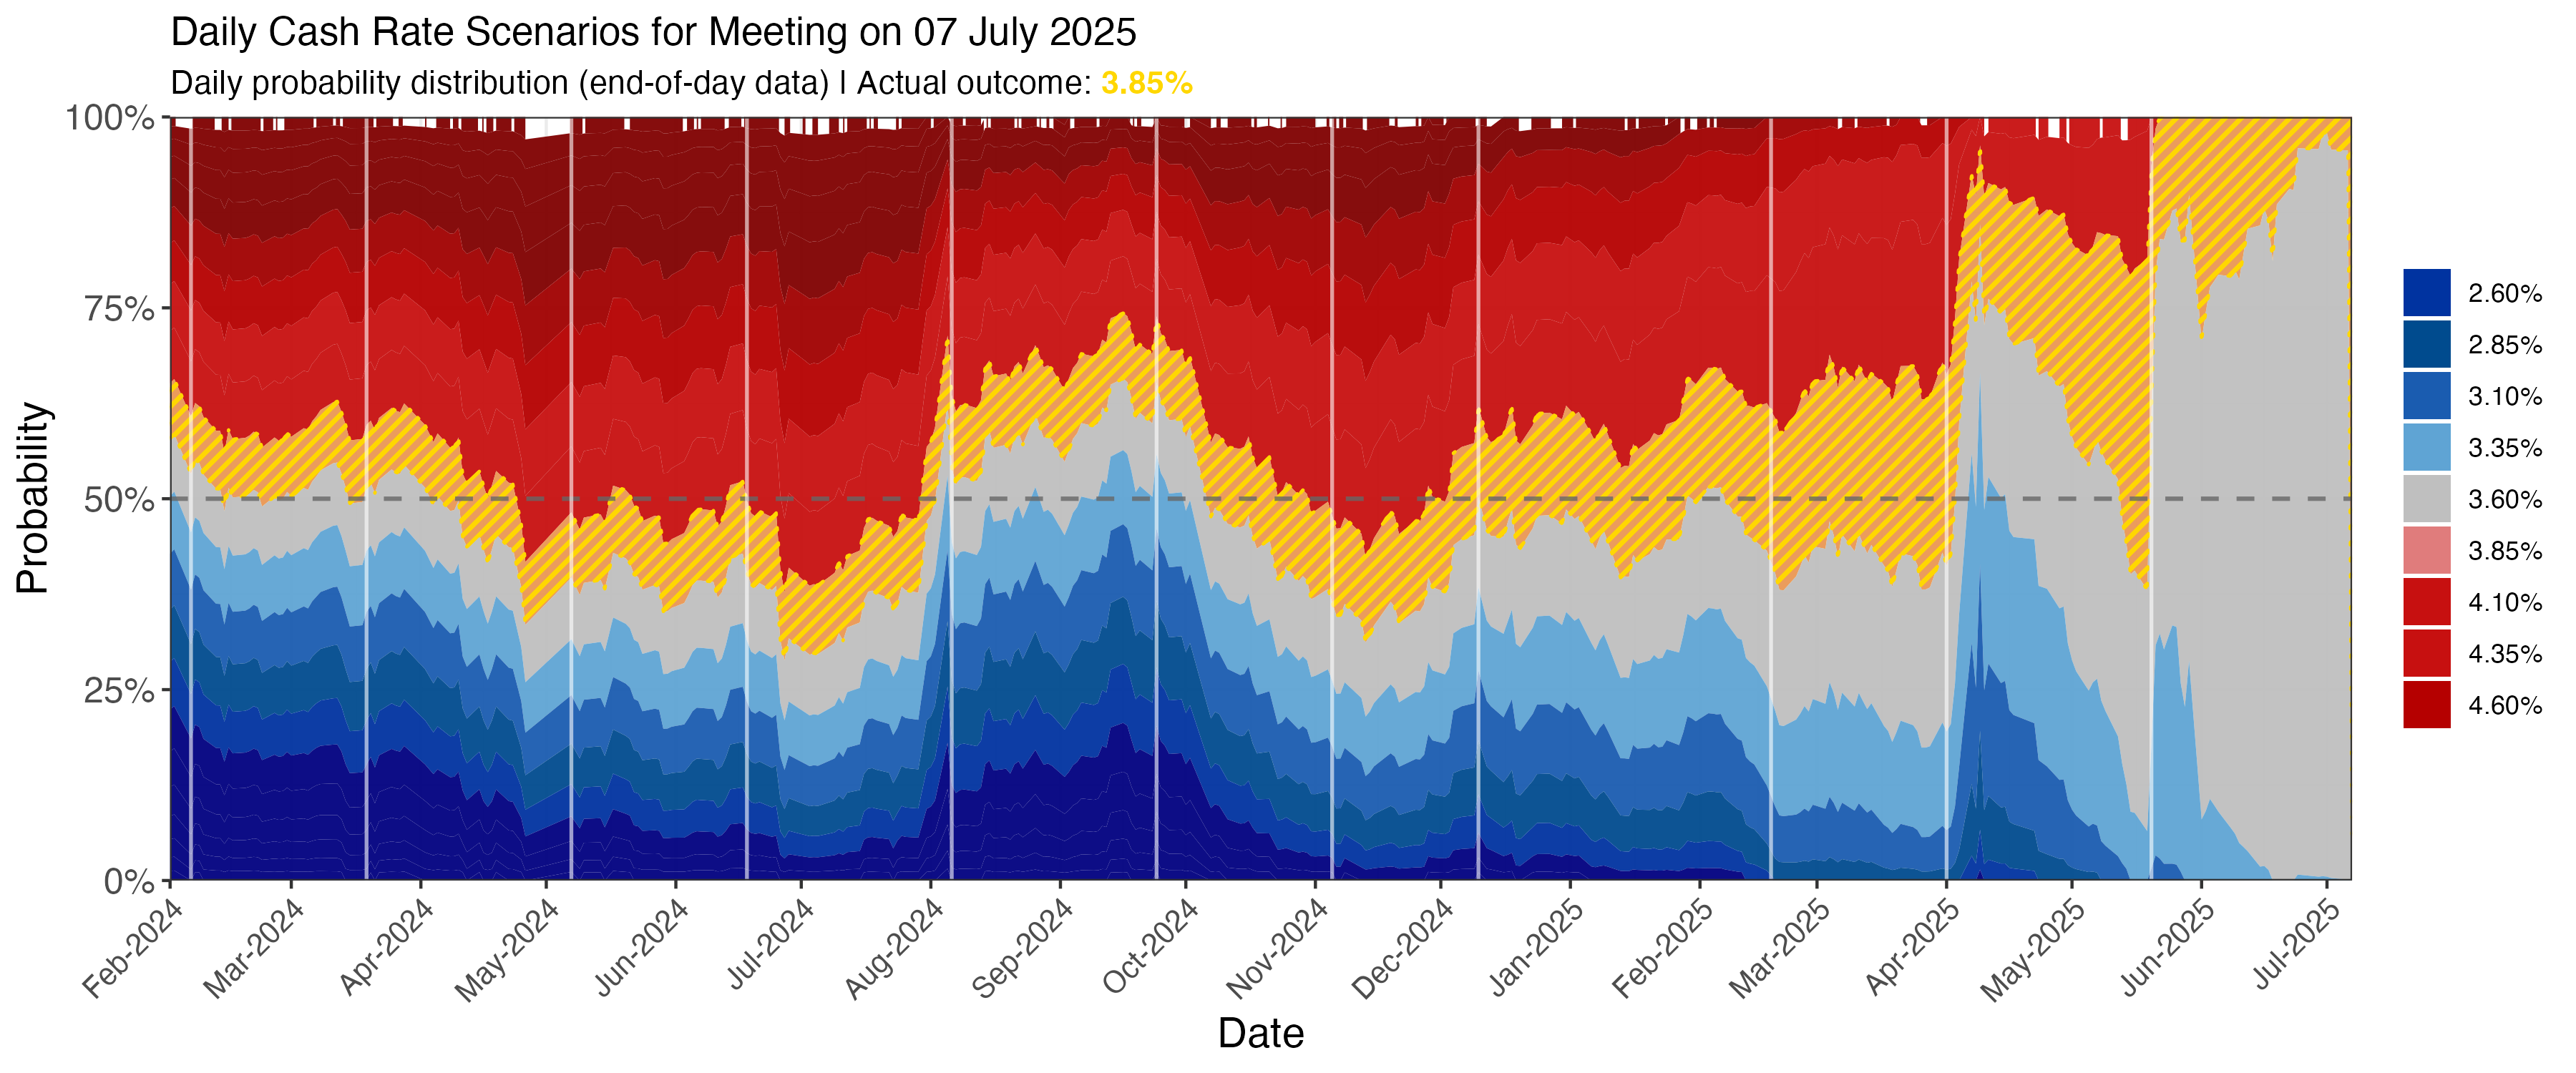 Daily Cash Rate Scenarios for Meeting on 07 July 2025
Daily probability distribution (end-of-day data) | Actual outcome: 3.85%
100%
75%
50%
25%
0%
Probability
Feb-2024
Mar-2024
Apr-2024
May-2024
Jun-2024
Jul-2024
Aug-2024
Sep-2024
Oct-2024
Nov-2024
Dec-2024
Jan-2025
Feb-2025
Mar-2025
Apr-2025
May-2025
Jun-2025
Jul-2025
Date
2.60%
2.85%
3.10%
3.35%
3.60%
3.85%
4.10%
4.35%
4.60%